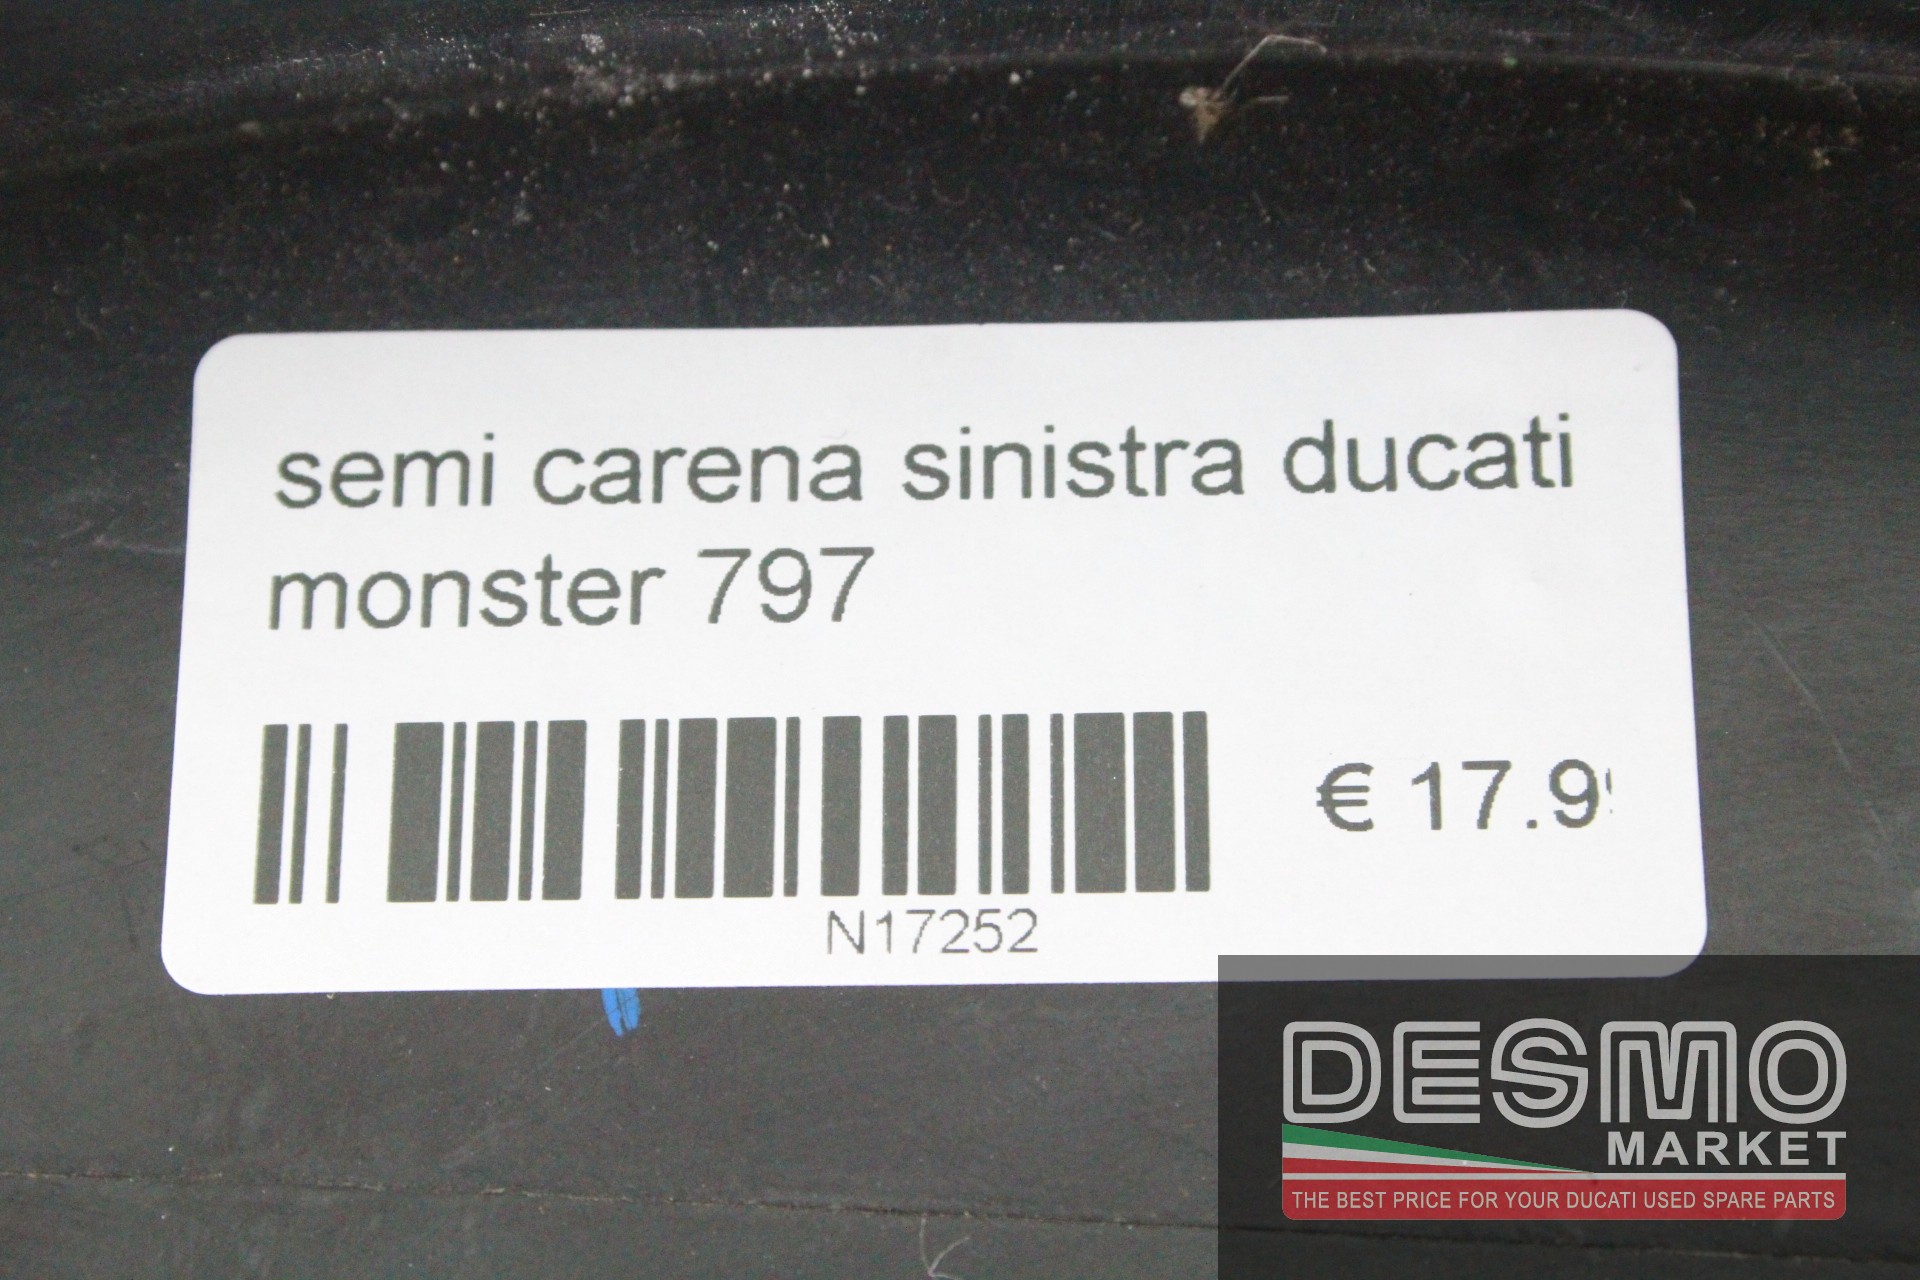 semi carena sinistra ducati
monster 797
€ 17.9
N17252
DESMO
MARKET
THE BEST PRICE FOR YOUR DUCATI USED SPARE PARTS